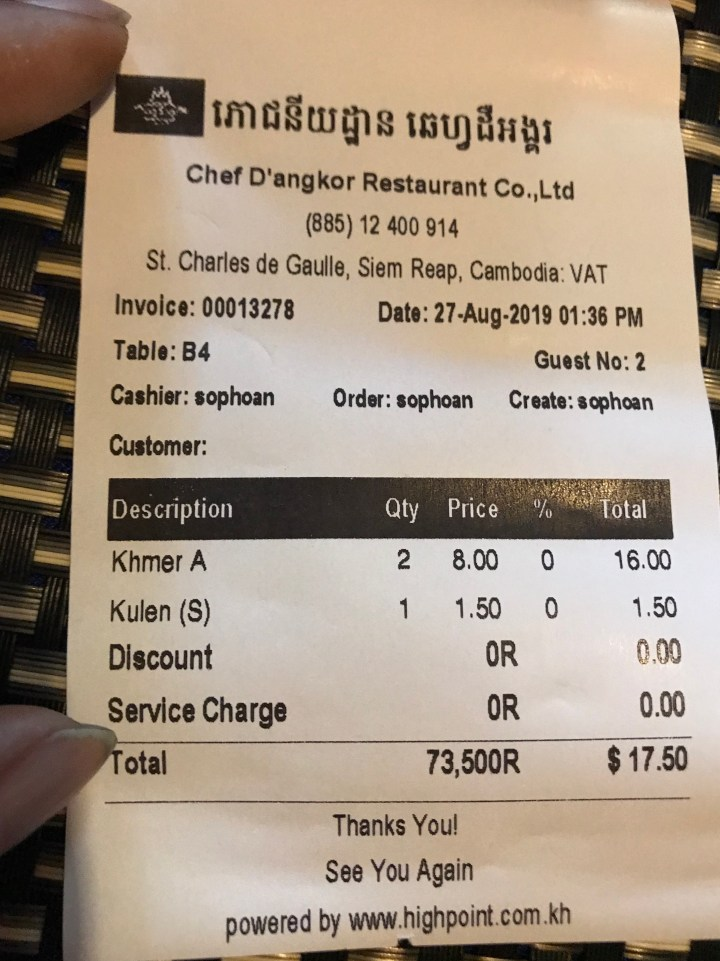 ភោជនីយដ្ឋាន ឆេហ្វដឺអង្គរ
Chef D'angkor Restaurant Co.,Ltd
(885) 12 400 914
St. Charles de Gaulle, Siem Reap, Cambodia: VAT
Invoice: 00013278 Date: 27-Aug-2019 01:36 PM
Table: B4 Guest No: 2
Cashier: sophoan Order: sophoan Create: sophoan
Customer:
Description Qty Price % Total
Khmer A 2 8.00 0 16.00
Kulen (S) 1 1.50 0 1.50
Discount 0R 0.00
Service Charge 0R 0.00
Total 73,500R $ 17.50
Thanks You!
See You Again
powered by www.highpoint.com.kh